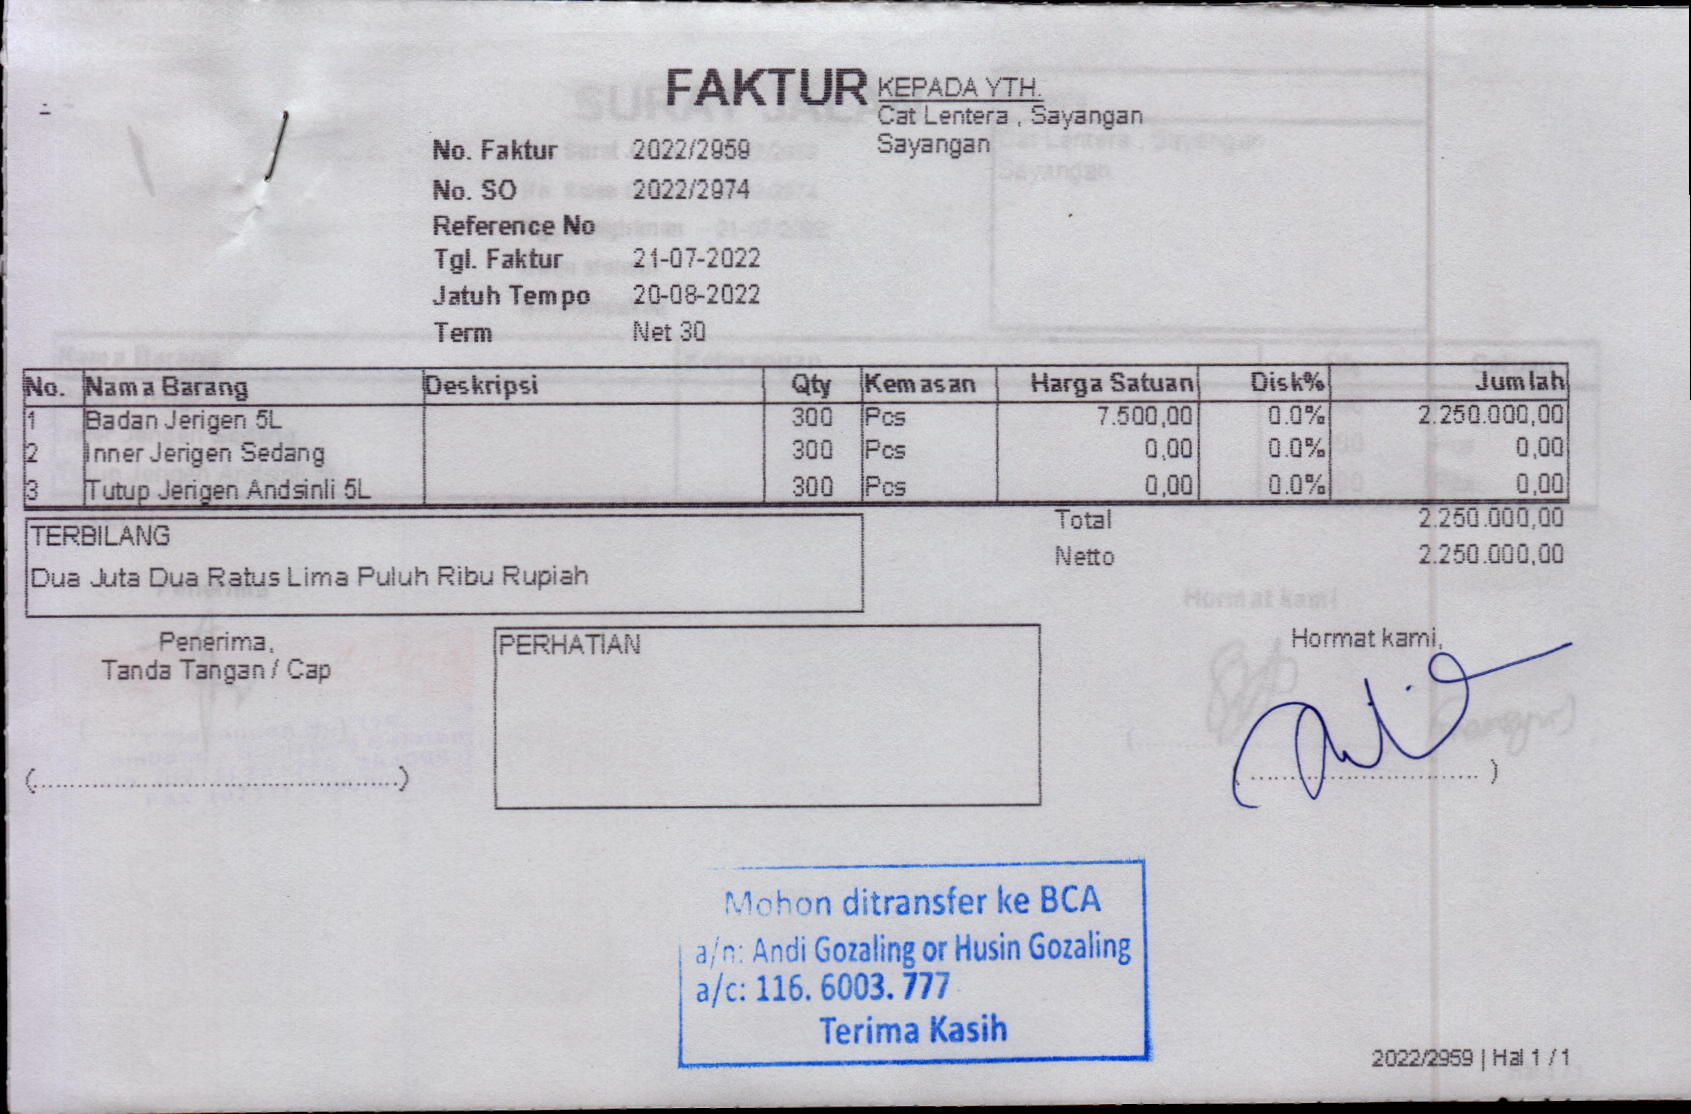 FAKTUR
KEPADA YTH.
Cat Lentera , Sayangan
Sayangan
No. Faktur 2022/2959
No. SO 2022/2974
Reference No
Tgl. Faktur 21-07-2022
Jatuh Tempo 20-08-2022
Term Net 30
No. Nama Barang Deskripsi Qty Kemasan Harga Satuan Disk% Jumlah
1 Badan Jerigen 5L 300 Pcs 7.500,00 0.0% 2.250.000,00
2 Inner Jerigen Sedang 300 Pcs 0,00 0.0% 0,00
3 Tutup Jerigen Andsinli 5L 300 Pcs 0,00 0.0% 0,00
Total 2.250.000,00
Netto 2.250.000,00
TERBILANG
Dua Juta Dua Ratus Lima Puluh Ribu Rupiah
Penerima,
Tanda Tangan / Cap
(....................................................)
PERHATIAN
Hormat kami,
(................................ )
Mohon ditransfer ke BCA
a/n: Andi Gozaling or Husin Gozaling
a/c: 116. 6003. 777
Terima Kasih
2022/2959 | Hal 1 / 1